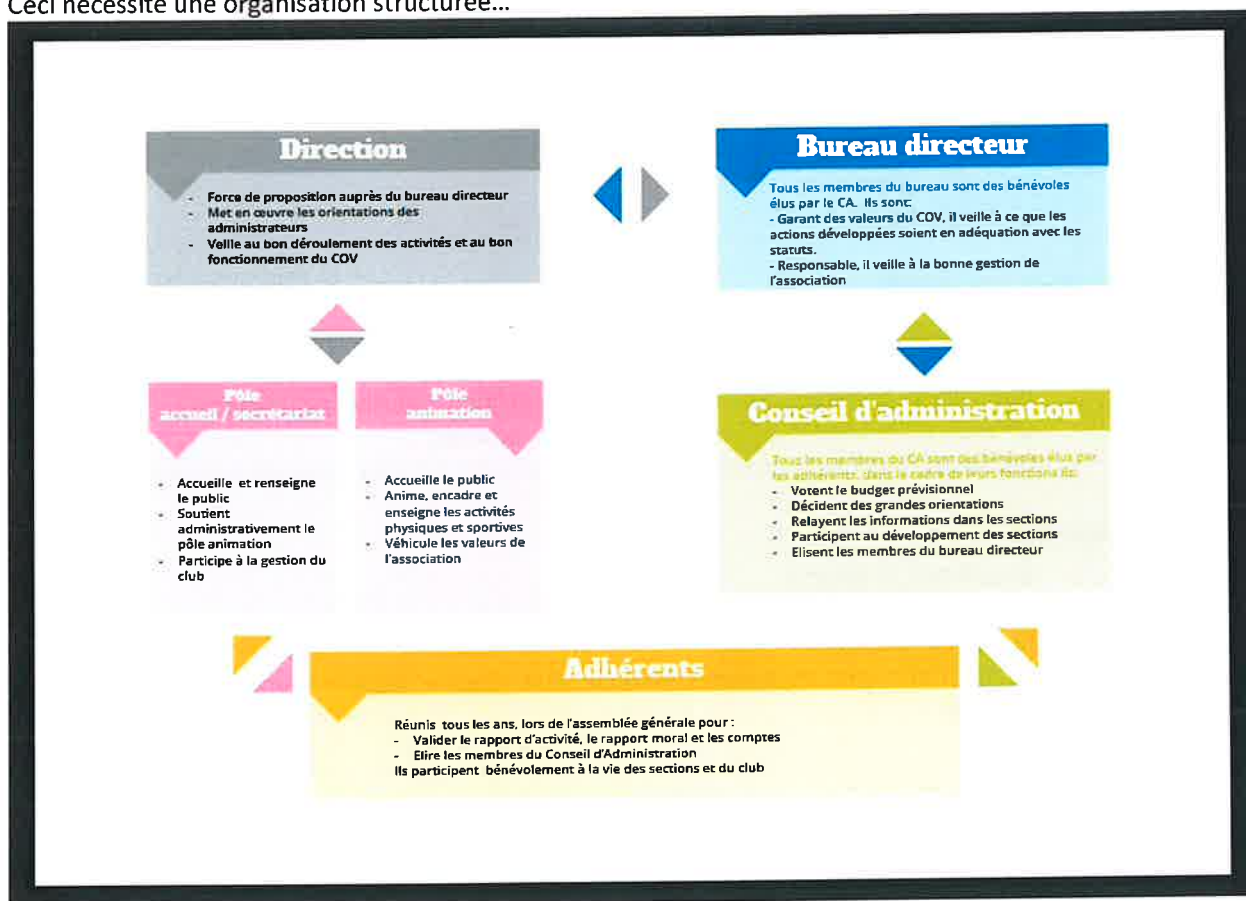 Ceci nécessite une organisation structurée...
Direction
- Force de proposition auprès du bureau directeur
- Met en œuvre les orientations des
administrateurs
- Veille au bon déroulement des activités et au bon
fonctionnement du COV
Bureau directeur
Tous les membres du bureau sont des bénévoles
élus par le CA. Ils sont:
- Garant des valeurs du COV, il veille à ce que les
actions développées soient en adéquation avec les
statuts.
- Responsable, il veille à la bonne gestion de
l'association
Pôle
accueil / secrétariat
- Accueille et renseigne
le public
- Soutient
administrativement le
pôle animation
- Participe à la gestion du
club
Pôle
animation
- Accueille le public
- Anime, encadre et
enseigne les activités
physiques et sportives
- Véhicule les valeurs de
l'association
Conseil d'administration
Tous les membres du CA sont des bénévoles élus par
les adhérents, dans le cadre de leurs fonctions ils:
- Votent le budget prévisionnel
- Décident des grandes orientations
- Relayent les informations dans les sections
- Participent au développement des sections
- Elisent les membres du bureau directeur
Adhérents
Réunis tous les ans, lors de l'assemblée générale pour :
- Valider le rapport d'activité, le rapport moral et les comptes
- Elire les membres du Conseil d'Administration
Ils participent bénévolement à la vie des sections et du club